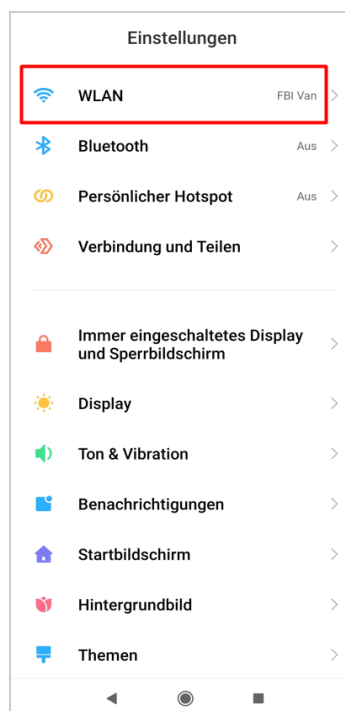 Einstellungen
WLAN FBI Van
Bluetooth Aus
Persönlicher Hotspot Aus
Verbindung und Teilen
Immer eingeschaltetes Display
und Sperrbildschirm
Display
Ton & Vibration
Benachrichtigungen
Startbildschirm
Hintergrundbild
Themen